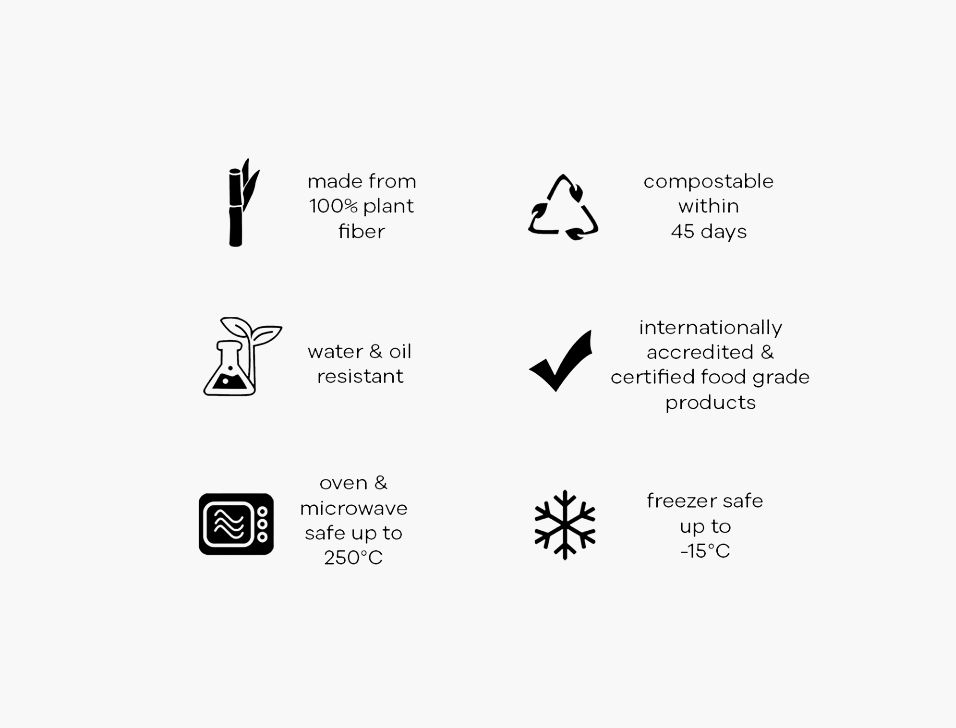 made from
100% plant
fiber
compostable
within
45 days
water & oil
resistant
internationally
accredited &
certified food grade
products
oven &
microwave
safe up to
250°C
freezer safe
up to
-15°C